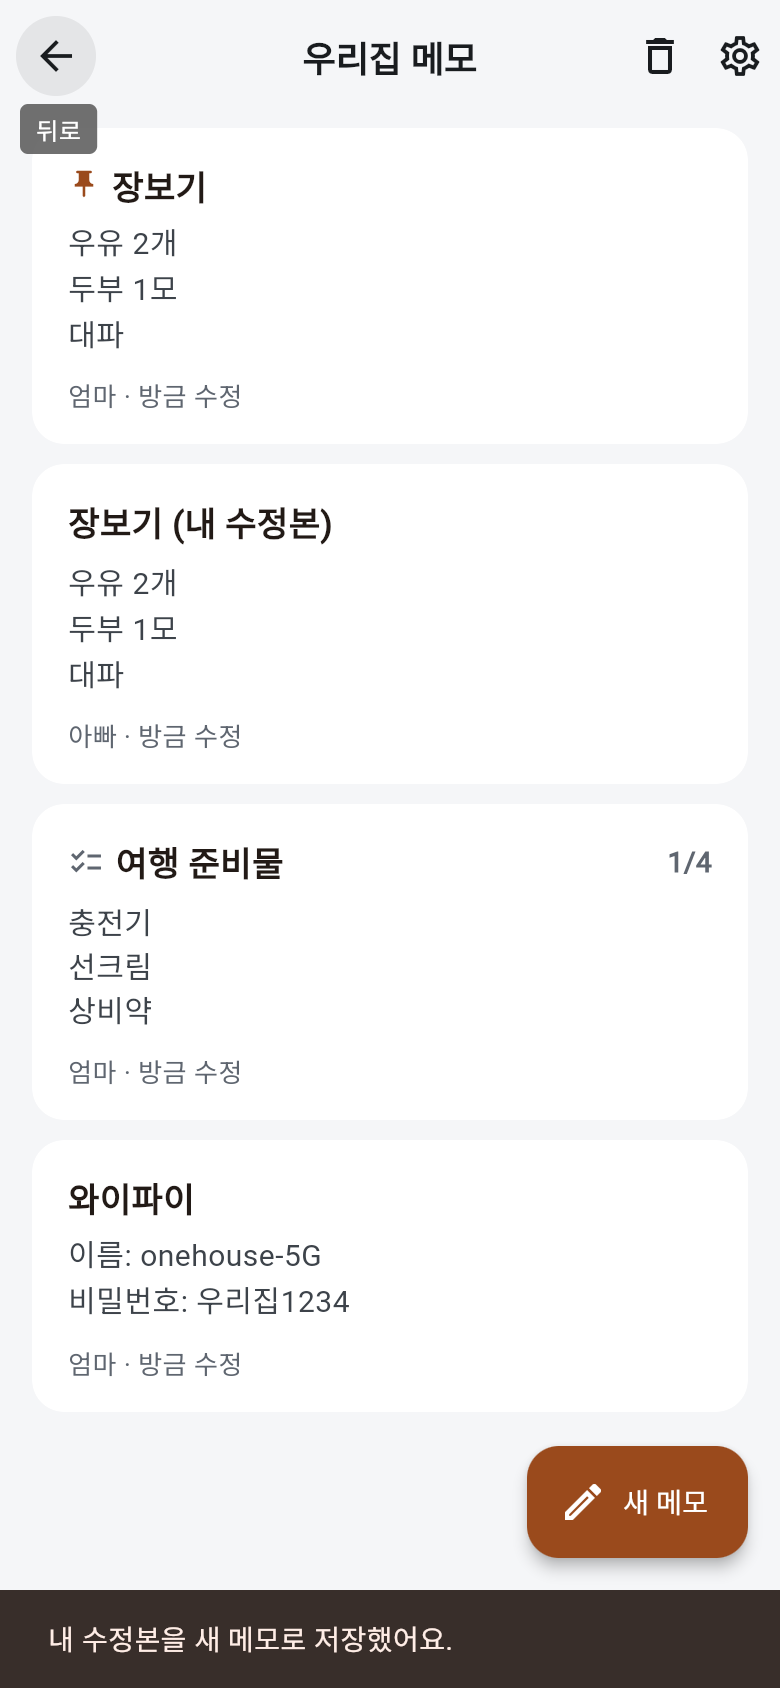 우리집 메모
뒤로
장보기
우유 2개
두부 1모
대파
엄마 · 방금 수정
장보기 (내 수정본)
우유 2개
두부 1모
대파
아빠 · 방금 수정
여행 준비물 1/4
충전기
선크림
상비약
엄마 · 방금 수정
와이파이
이름: onehouse-5G
비밀번호: 우리집1234
엄마 · 방금 수정
새 메모
내 수정본을 새 메모로 저장했어요.